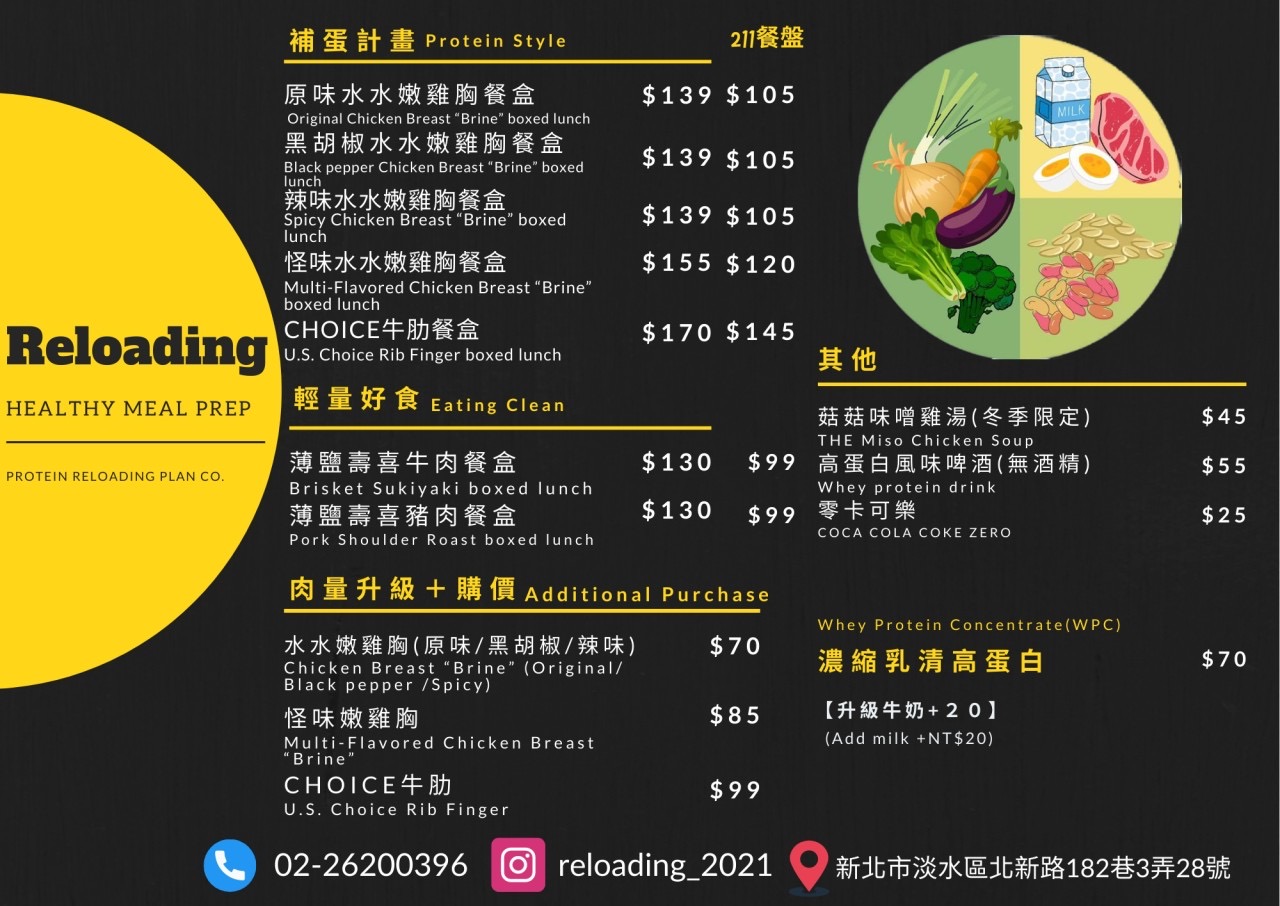 Reloading
HEALTHY MEAL PREP
PROTEIN RELOADING PLAN CO.
補蛋計畫 Protein Style 211餐盤
原味水水嫩雞胸餐盒 $139 $105
Original Chicken Breast “Brine” boxed lunch
黑胡椒水水嫩雞胸餐盒 $139 $105
Black pepper Chicken Breast “Brine” boxed
lunch
辣味水水嫩雞胸餐盒 $139 $105
Spicy Chicken Breast “Brine” boxed
lunch
怪味水水嫩雞胸餐盒 $155 $120
Multi-Flavored Chicken Breast “Brine”
boxed lunch
CHOICE牛肋餐盒 $170 $145
U.S. Choice Rib Finger boxed lunch
輕量好食 Eating Clean
薄鹽壽喜牛肉餐盒 $130 $99
Brisket Sukiyaki boxed lunch
薄鹽壽喜豬肉餐盒 $130 $99
Pork Shoulder Roast boxed lunch
肉量升級＋購價 Additional Purchase
水水嫩雞胸(原味/黑胡椒/辣味) $70
Chicken Breast “Brine” (Original/
Black pepper /Spicy)
怪味嫩雞胸 $85
Multi-Flavored Chicken Breast
“Brine”
CHOICE牛肋 $99
U.S. Choice Rib Finger
MILK
其他
菇菇味噌雞湯(冬季限定) $45
THE Miso Chicken Soup
高蛋白風味啤酒(無酒精) $55
Whey protein drink
零卡可樂 $25
COCA COLA COKE ZERO
Whey Protein Concentrate(WPC)
濃縮乳清高蛋白 $70
【升級牛奶+２０】
(Add milk +NT$20)
02-26200396 reloading_2021 新北市淡水區北新路182巷3弄28號